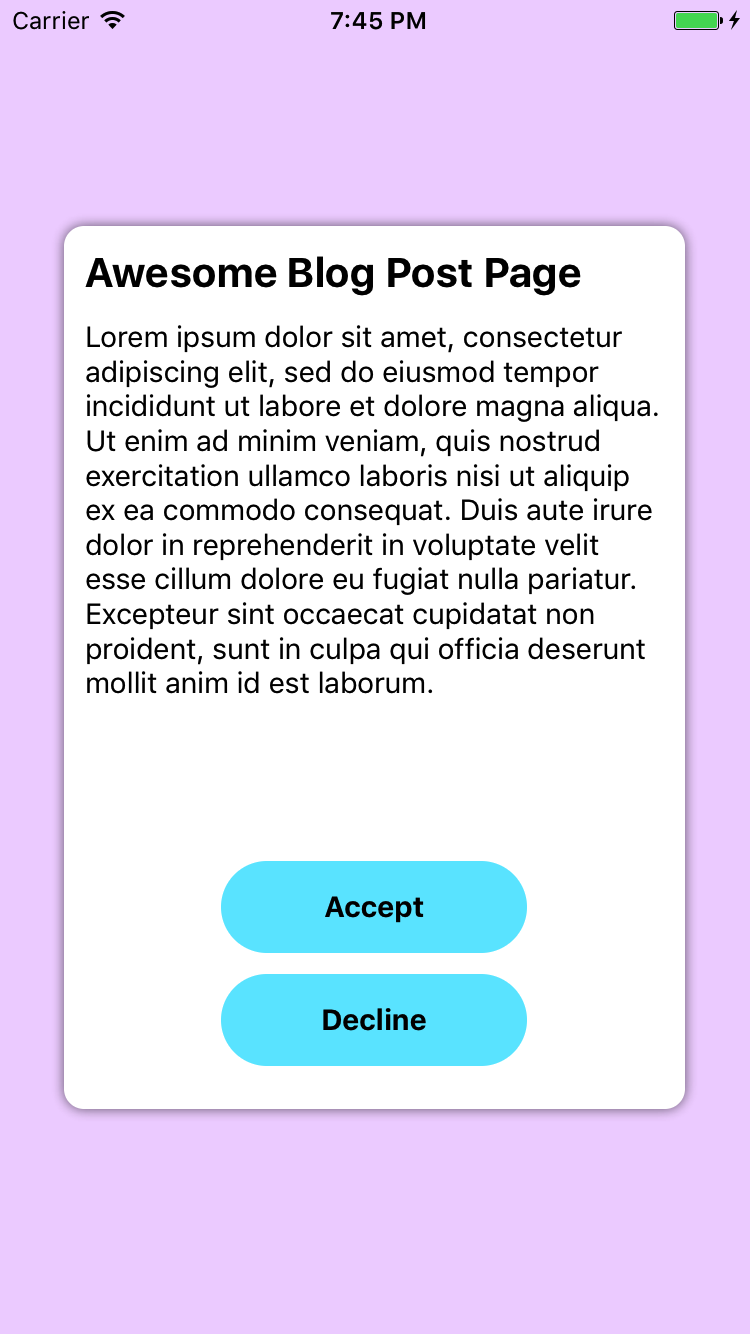 Carrier 7:45 PM
Awesome Blog Post Page
Lorem ipsum dolor sit amet, consectetur
adipiscing elit, sed do eiusmod tempor
incididunt ut labore et dolore magna aliqua.
Ut enim ad minim veniam, quis nostrud
exercitation ullamco laboris nisi ut aliquip
ex ea commodo consequat. Duis aute irure
dolor in reprehenderit in voluptate velit
esse cillum dolore eu fugiat nulla pariatur.
Excepteur sint occaecat cupidatat non
proident, sunt in culpa qui officia deserunt
mollit anim id est laborum.
Accept
Decline